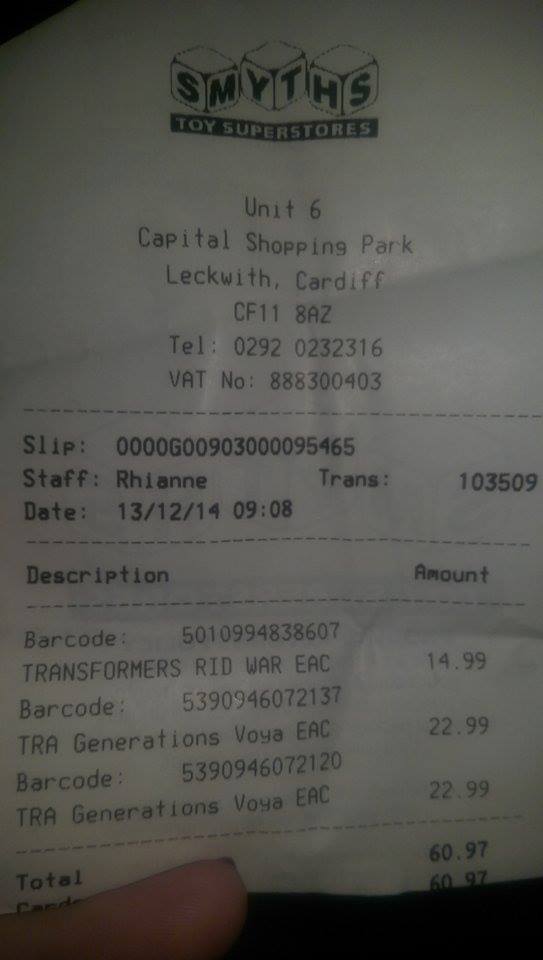 SMYTHS
TOY SUPERSTORES
Unit 6
Capital Shopping Park
Leckwith, Cardiff
CF11 8AZ
Tel: 0292 0232316
VAT No: 888300403
Slip: 0000G00903000095465
Staff: Rhianne Trans: 103509
Date: 13/12/14 09:08
Description Amount
Barcode: 5010994838607
TRANSFORMERS RID WAR EAC 14.99
Barcode: 5390946072137
TRA Generations Voya EAC 22.99
Barcode: 5390946072120
TRA Generations Voya EAC 22.99
Total 60.97
60.97